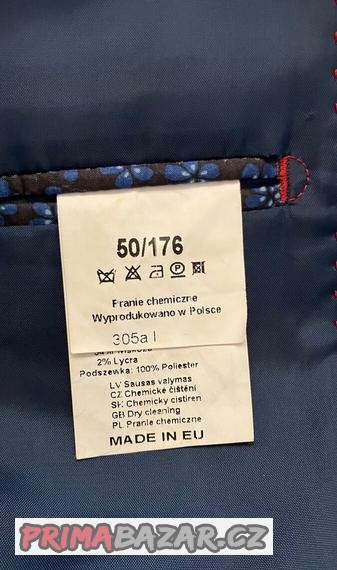 50/176
Pranie chemiczne
Wyprodukowano w Polsce
305a I
2% Lycra
Podszewka: 100% Poliester
LV Sausas valymas
CZ Chemické čištění
SK Chemicky cistiren
GB Dry cleaning
PL Pranie chemiczne
MADE IN EU
PRIMABAZAR.CZ